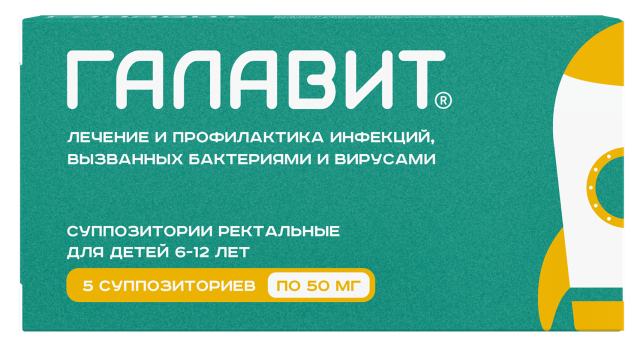 ГАЛАВИТ®
ЛЕЧЕНИЕ И ПРОФИЛАКТИКА ИНФЕКЦИЙ,
ВЫЗВАННЫХ БАКТЕРИЯМИ И ВИРУСАМИ
СУППОЗИТОРИИ РЕКТАЛЬНЫЕ
ДЛЯ ДЕТЕЙ 6-12 ЛЕТ
5 СУППОЗИТОРИЕВ ПО 50 МГ